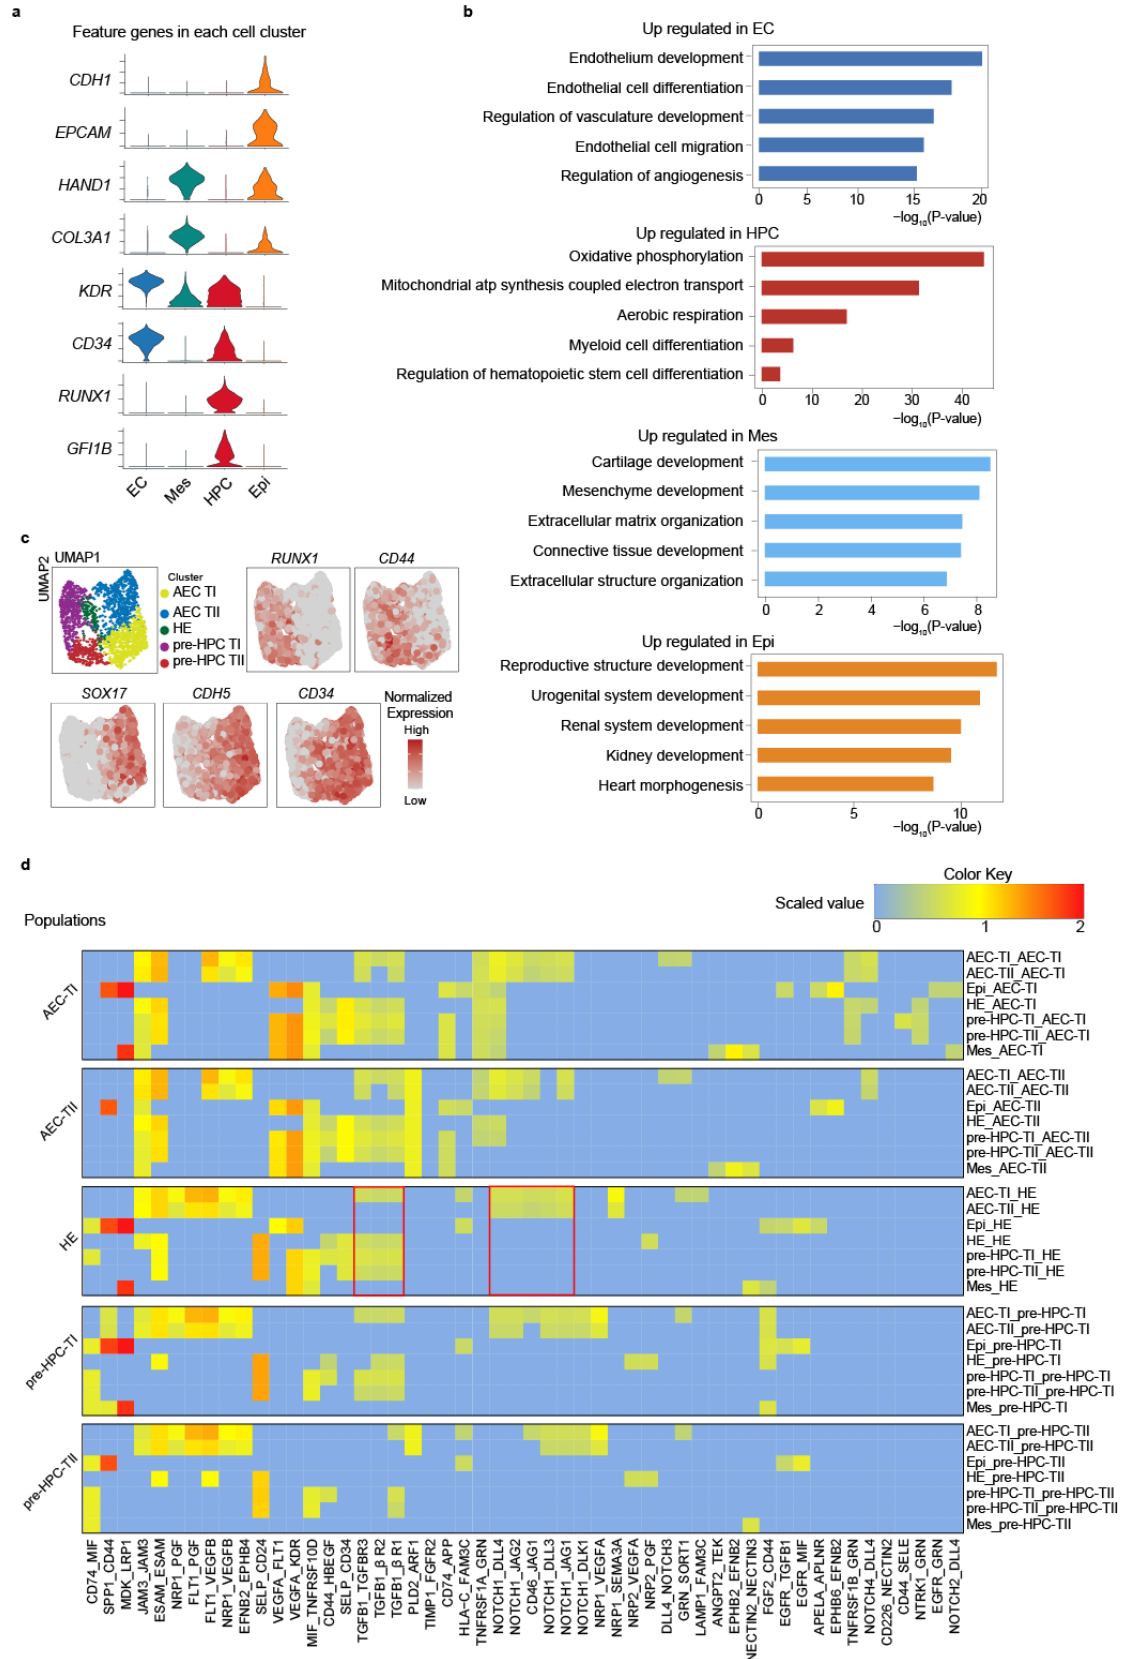 a
Feature genes in each cell cluster
CDH1
EPCAM
HAND1
COL3A1
KDR
CD34
RUNX1
GFI1B
EC
Mes
HPC
Epi
b
Up regulated in EC
Endothelium development
Endothelial cell differentiation
Regulation of vasculature development
Endothelial cell migration
Regulation of angiogenesis
0 5 10 15 20
−log10(P-value)
Up regulated in HPC
Oxidative phosphorylation
Mitochondrial atp synthesis coupled electron transport
Aerobic respiration
Myeloid cell differentiation
Regulation of hematopoietic stem cell differentiation
0 10 20 30 40
−log10(P-value)
Up regulated in Mes
Cartilage development
Mesenchyme development
Extracellular matrix organization
Connective tissue development
Extracellular structure organization
0 2 4 6 8
−log10(P-value)
Up regulated in Epi
Reproductive structure development
Urogenital system development
Renal system development
Kidney development
Heart morphogenesis
0 5 10
−log10(P-value)
c
UMAP1
UMAP2
Cluster
AEC TI
AEC TII
HE
pre-HPC TI
pre-HPC TII
RUNX1
CD44
SOX17
CDH5
CD34
Normalized
Expression
High
Low
d
Color Key
Scaled value
0 1 2
Populations
AEC-TI
AEC-TI_AEC-TI
AEC-TII_AEC-TI
Epi_AEC-TI
HE_AEC-TI
pre-HPC-TI_AEC-TI
pre-HPC-TII_AEC-TI
Mes_AEC-TI
AEC-TII
AEC-TI_AEC-TII
AEC-TII_AEC-TII
Epi_AEC-TII
HE_AEC-TII
pre-HPC-TI_AEC-TII
pre-HPC-TII_AEC-TII
Mes_AEC-TII
HE
AEC-TI_HE
AEC-TII_HE
Epi_HE
HE_HE
pre-HPC-TI_HE
pre-HPC-TII_HE
Mes_HE
pre-HPC-TI
AEC-TI_pre-HPC-TI
AEC-TII_pre-HPC-TI
Epi_pre-HPC-TI
HE_pre-HPC-TI
pre-HPC-TI_pre-HPC-TI
pre-HPC-TII_pre-HPC-TI
Mes_pre-HPC-TI
pre-HPC-TII
AEC-TI_pre-HPC-TII
AEC-TII_pre-HPC-TII
Epi_pre-HPC-TII
HE_pre-HPC-TII
pre-HPC-TI_pre-HPC-TII
pre-HPC-TII_pre-HPC-TII
Mes_pre-HPC-TII
CD74_MIF
SPP1_CD44
MDK_LRP1
JAM3_JAM3
ESAM_ESAM
NRP1_PGF
FLT1_PGF
FLT1_VEGFB
NRP1_VEGFB
EFNB2_EPHB4
SELP_CD24
VEGFA_FLT1
VEGFA_KDR
MIF_TNFRSF10D
CD44_HBEGF
SELP_CD34
TGFB1_TGFBR3
TGFB1_β R2
TGFB1_β R1
PLD2_ARF1
TIMP1_FGFR2
CD74_APP
HLA-C_FAM3C
TNFRSF1A_GRN
NOTCH1_DLL4
NOTCH1_JAG2
CD46_JAG1
NOTCH1_DLL3
NOTCH1_JAG1
NOTCH1_DLK1
NRP1_VEGFA
NRP1_SEMA3A
NRP2_VEGFA
NRP2_PGF
DLL4_NOTCH3
GRN_SORT1
LAMP1_FAM3C
ANGPT2_TEK
EPHB2_EFNB2
NECTIN2_NECTIN3
FGF2_CD44
EGFR_TGFB1
EGFR_MIF
APELA_APLNR
EPHB6_EFNB2
TNFRSF1B_GRN
NOTCH4_DLL4
CD226_NECTIN2
CD44_SELE
NTRK1_GRN
EGFR_GRN
NOTCH2_DLL4